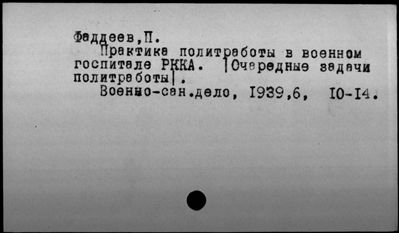 Фаддеев,П.
Практика политработы в военном
госпитале РККА. |Очередные задачи
политработы|.
Военно-сан.дело, 1939,6, 10-14.